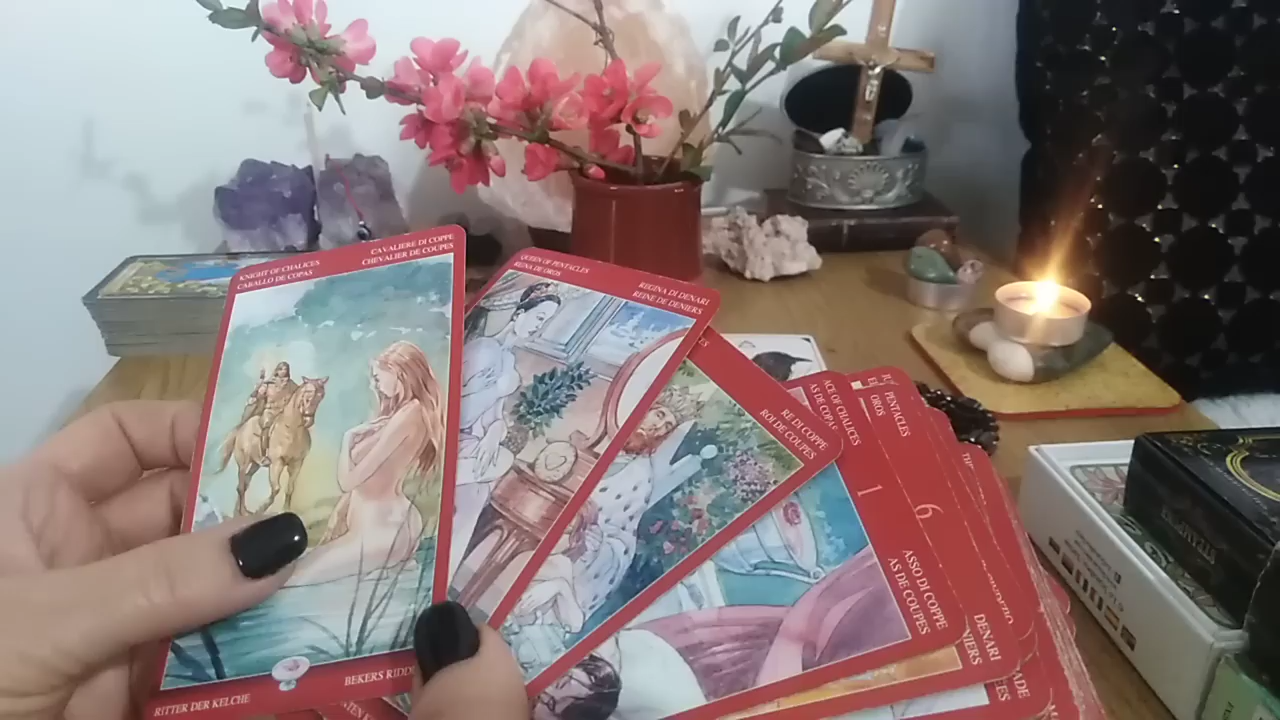 KNIGHT OF CHALICES
CABALLO DE COPAS
CAVALIERE DI COPPE
CHEVALIER DE COUPES
RITTER DER KELCHE
BEKERS RIDD
QUEEN OF PENTACLES
REINA DE OROS
REGINA DI DENARI
REINE DE DENIERS
RE DI COPPE
ROI DE COUPES
ACE OF CHALICES
AS DE COPAS
1
ASSO DI COPPE
AS DE COUPES
PENTACLES
OROS
6
DENARI
NIERS